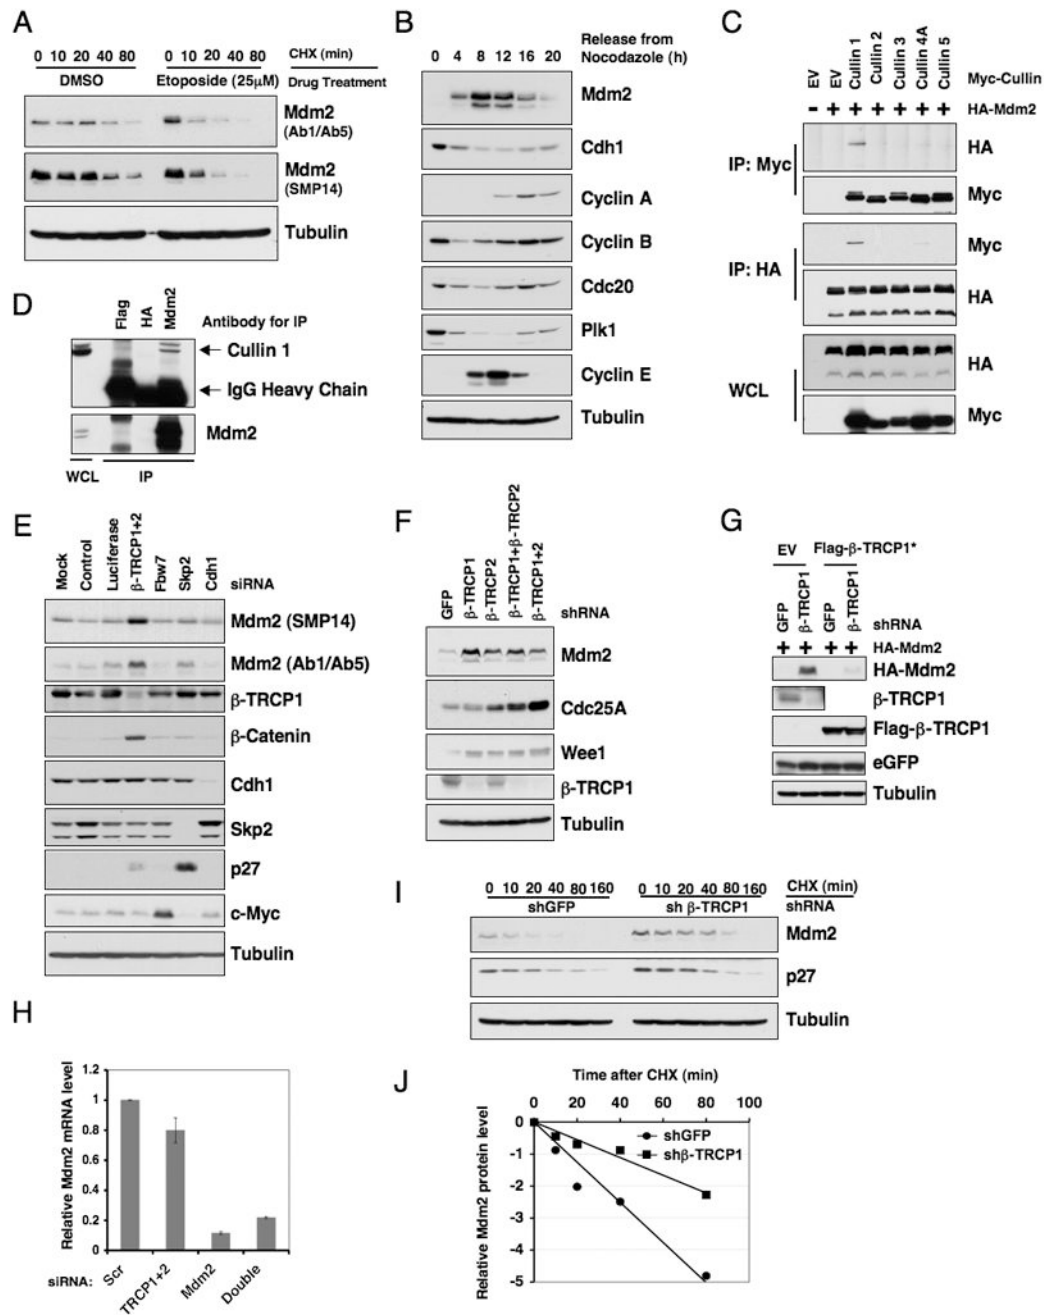 A
0 10 20 40 80 0 10 20 40 80 CHX (min)
DMSO Etoposide (25μM) Drug Treatment
Mdm2
(Ab1/Ab5)
Mdm2
(SMP14)
Tubulin
B
0 4 8 12 16 20 Release from
Nocodazole (h)
Mdm2
Cdh1
Cyclin A
Cyclin B
Cdc20
Plk1
Cyclin E
Tubulin
C
EV EV Cullin 1 Cullin 2 Cullin 3 Cullin 4A Cullin 5 Myc-Cullin
- + + + + + + HA-Mdm2
IP: Myc
HA
Myc
IP: HA
Myc
HA
WCL
HA
Myc
D
Flag HA Mdm2 Antibody for IP
← Cullin 1
← IgG Heavy Chain
Mdm2
WCL IP
E
Mock Control Luciferase β-TRCP1+2 Fbw7 Skp2 Cdh1 siRNA
Mdm2 (SMP14)
Mdm2 (Ab1/Ab5)
β-TRCP1
β-Catenin
Cdh1
Skp2
p27
c-Myc
Tubulin
F
GFP β-TRCP1 β-TRCP2 β-TRCP1+β-TRCP2 β-TRCP1+2 shRNA
Mdm2
Cdc25A
Wee1
β-TRCP1
Tubulin
G
EV Flag-β-TRCP1*
GFP β-TRCP1 GFP β-TRCP1 shRNA
+ + + + HA-Mdm2
HA-Mdm2
β-TRCP1
Flag-β-TRCP1
eGFP
Tubulin
H
Relative Mdm2 mRNA level
1.2
1
0.8
0.6
0.4
0.2
0
siRNA: Scr TRCP1+2 Mdm2 Double
I
0 10 20 40 80 160 0 10 20 40 80 160 CHX (min)
shGFP sh β-TRCP1 shRNA
Mdm2
p27
Tubulin
J
Time after CHX (min)
0 20 40 60 80 100
Relative Mdm2 protein level
0
-1
-2
-3
-4
-5
shGFP
shβ-TRCP1